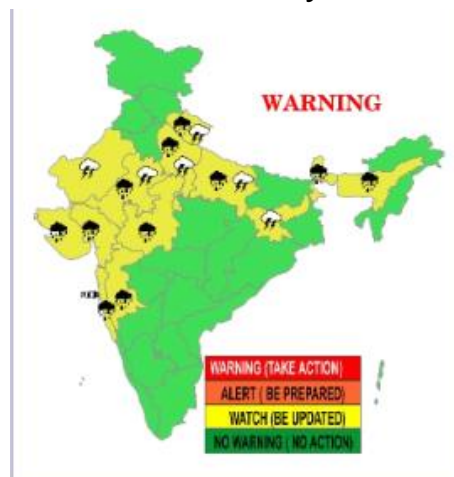 WARNING
WARNING (TAKE ACTION)
ALERT ( BE PREPARED)
WATCH (BE UPDATED)
NO WARNING ( NO ACTION)